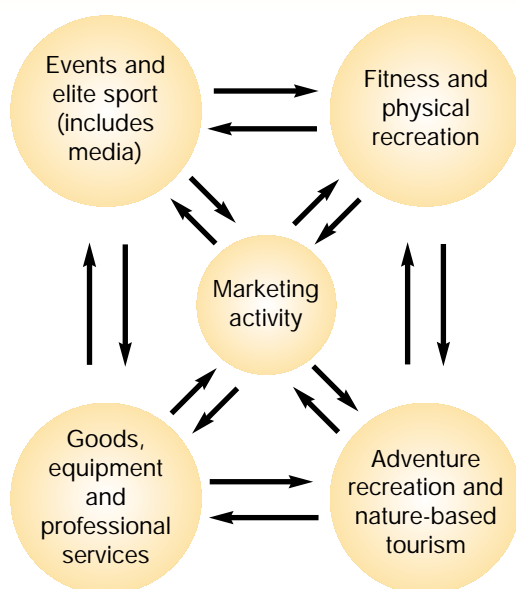 Events and
elite sport
(includes
media)
Fitness and
physical
recreation
Marketing
activity
Goods,
equipment
and
professional
services
Adventure
recreation and
nature-based
tourism